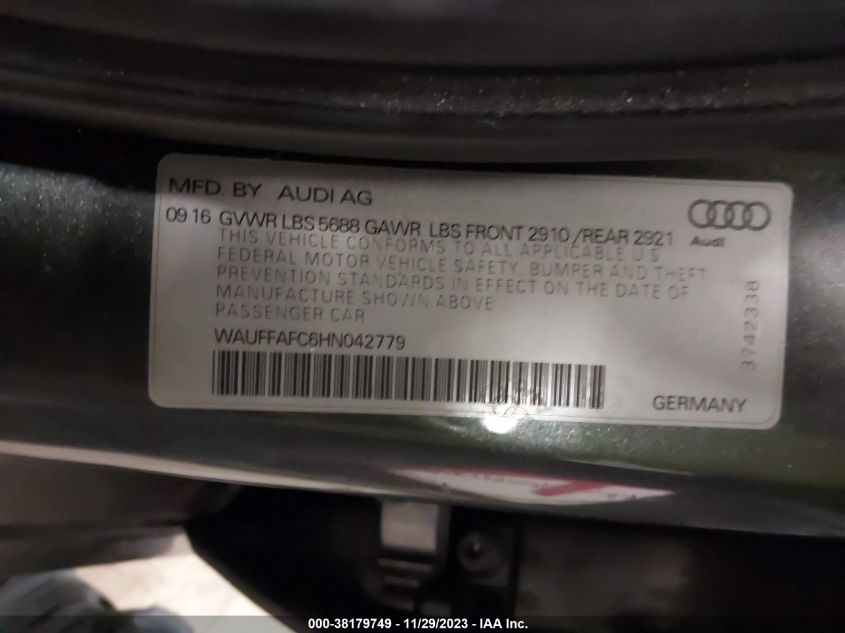 MFD. BY AUDI AG
09 16 GVWR LBS 5688 GAWR LBS FRONT 2910 /REAR 2921
THIS VEHICLE CONFORMS TO ALL APPLICABLE U S
FEDERAL MOTOR VEHICLE SAFETY, BUMPER AND THEFT
PREVENTION STANDARDS IN EFFECT ON THE DATE OF
MANUFACTURE SHOWN ABOVE
PASSENGER CAR
WAUFFAFC6HN042779
Audi
3742338
GERMANY
000-38179749 - 11/29/2023 - IAA Inc.